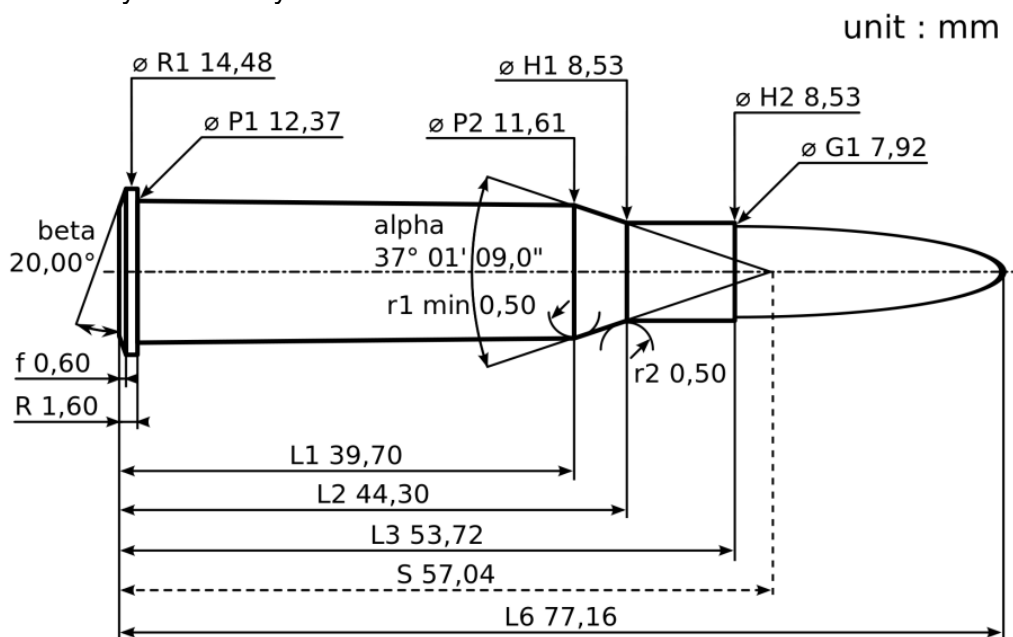 unit : mm
⌀ R1 14,48
⌀ H1 8,53
⌀ H2 8,53
⌀ P1 12,37
⌀ P2 11,61
⌀ G1 7,92
beta
20,00°
alpha
37° 01' 09,0"
r1 min 0,50
r2 0,50
f 0,60
R 1,60
L1 39,70
L2 44,30
L3 53,72
S 57,04
L6 77,16